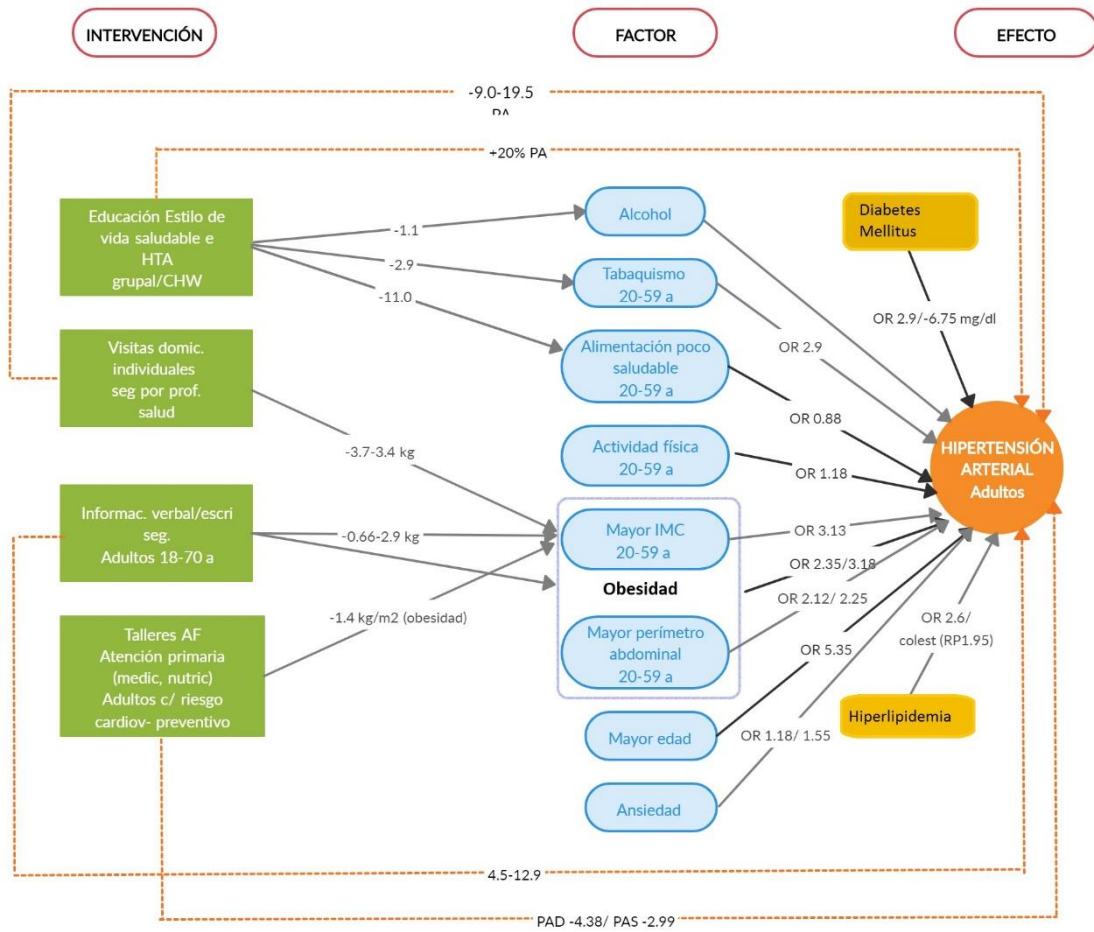 INTERVENCIÓN
FACTOR
EFECTO
-9.0-19.5
PA
+20% PA
Educación Estilo de
vida saludable e
HTA
grupal/CHW
Visitas domic.
individuales
seg por prof.
salud
Informac. verbal/escri
seg.
Adultos 18-70 a
Talleres AF
Atención primaria
(medic, nutric)
Adultos c/ riesgo
cardiov- preventivo
-1.1
-2.9
-11.0
-3.7-3.4 kg
-0.66-2.9 kg
-1.4 kg/m2 (obesidad)
Alcohol
Tabaquismo
20-59 a
Alimentación poco
saludable
20-59 a
Actividad física
20-59 a
Mayor IMC
20-59 a
Obesidad
Mayor perímetro
abdominal
20-59 a
Mayor edad
Ansiedad
Diabetes
Mellitus
OR 2.9/-6.75 mg/dl
OR 2.9
OR 0.88
OR 1.18
OR 3.13
OR 2.35/3.18
OR 2.12/ 2.25
OR 5.35
OR 1.18/ 1.55
OR 2.6/
colest (RP1.95)
Hiperlipidemia
HIPERTENSIÓN
ARTERIAL
Adultos
4.5-12.9
PAD -4.38/ PAS -2.99